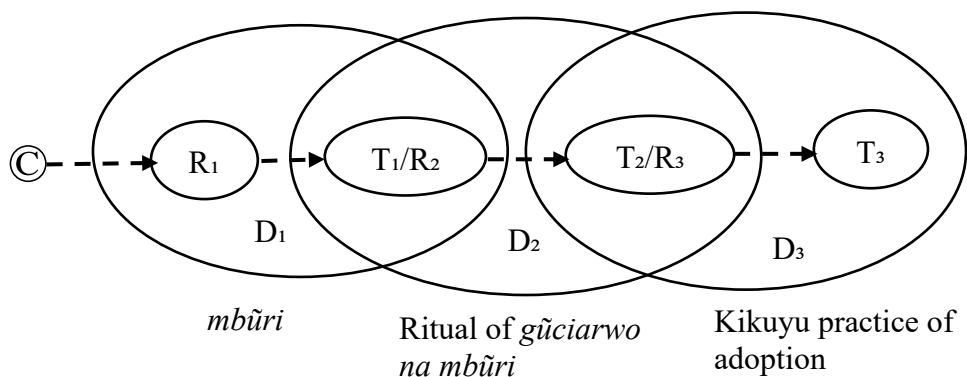 C
R₁
T₁/R₂
T₂/R₃
T₃
D₁
D₂
D₃
mbũri
Ritual of gũciarwo
na mbũri
Kikuyu practice of
adoption